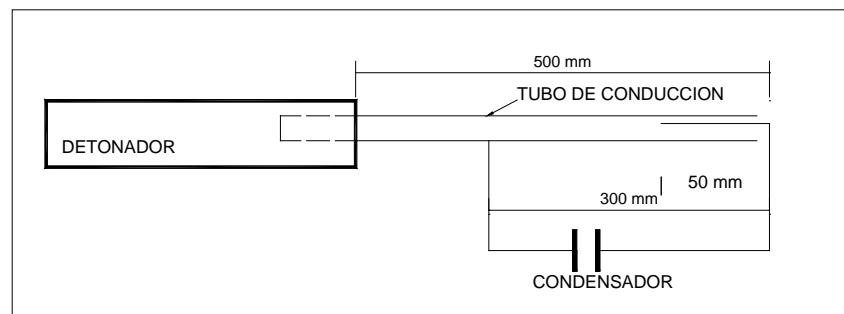 500 mm
TUBO DE CONDUCCION
DETONADOR
50 mm
300 mm
CONDENSADOR